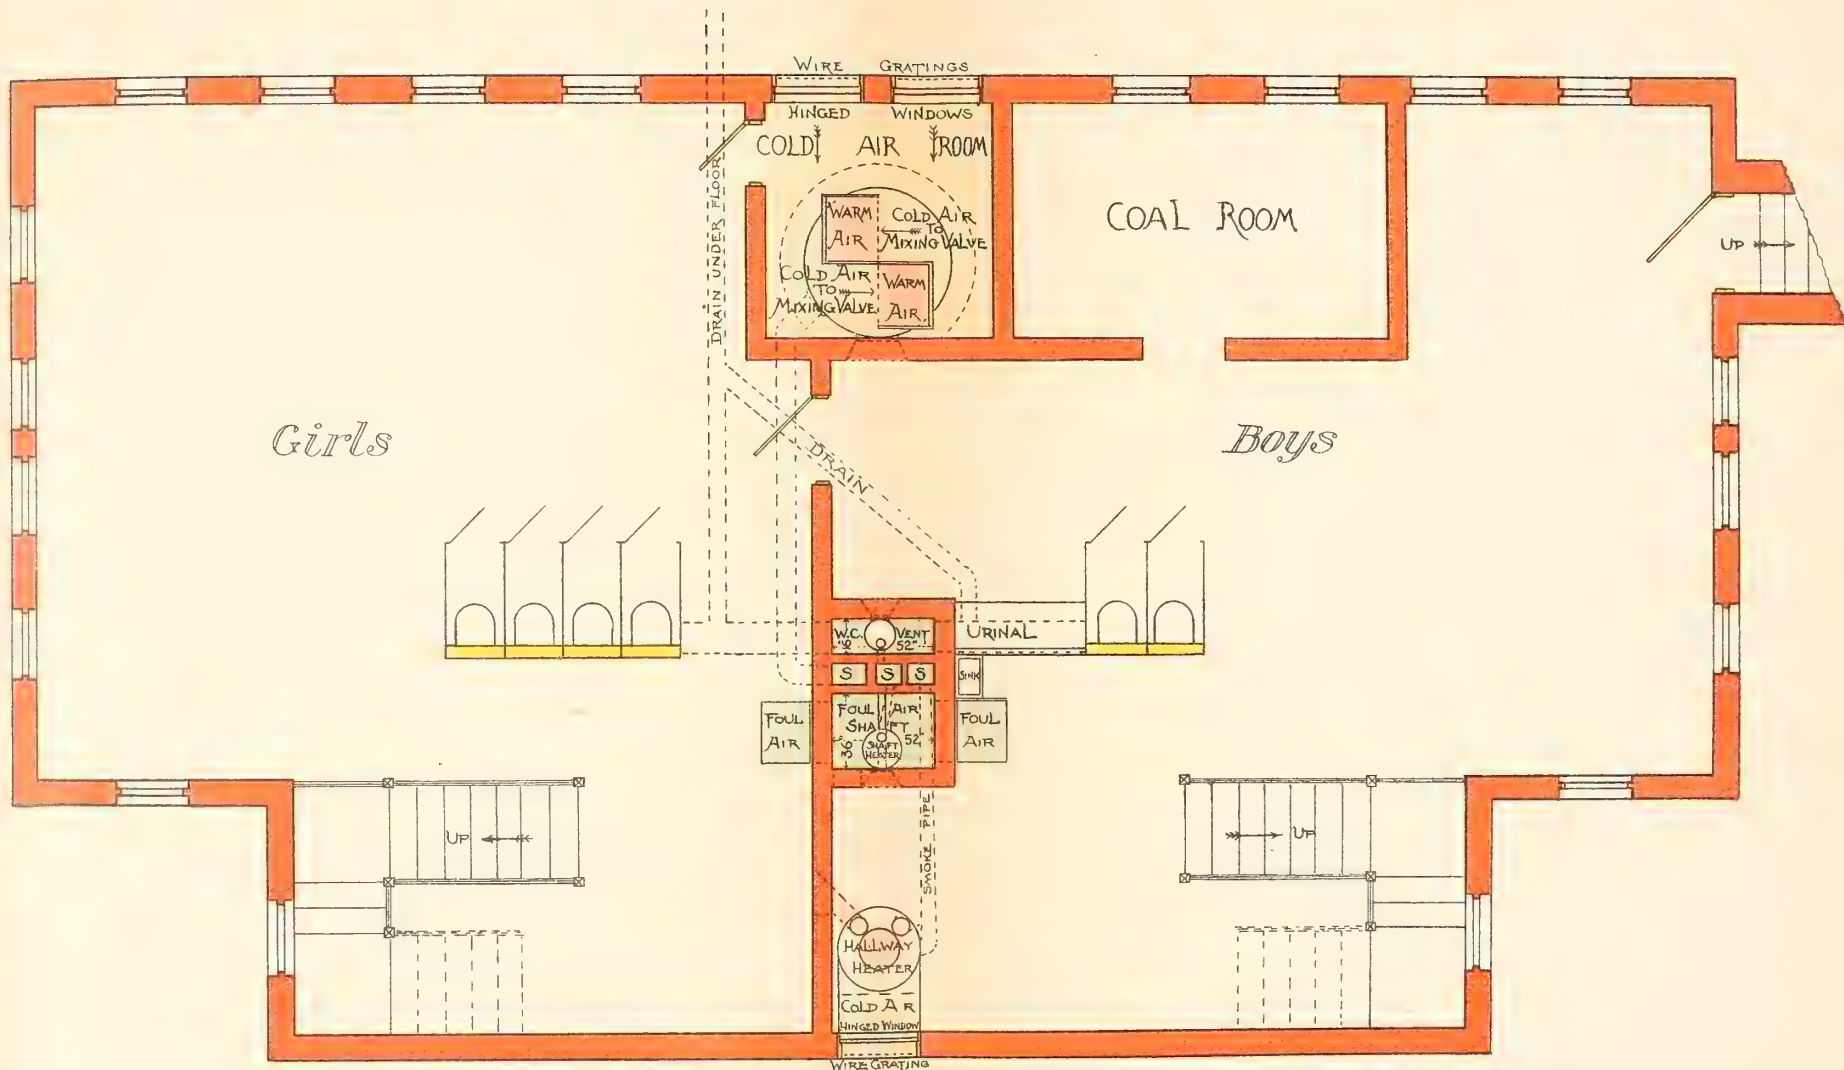 WIRE GRATINGS
HINGED WINDOWS
COLD AIR ROOM
WARM AIR
COLD AIR TO MIXING VALVE
COLD AIR TO MIXING VALVE
WARM AIR
DRAIN UNDER FLOOR
COAL ROOM
UP
Girls
Boys
DRAIN
W.C. VENT
16" 52"
URINAL
S S S
SINK
FOUL AIR
FOUL AIR SHAFT
36" 52"
SHAFT HEATER
FOUL AIR
UP
SMOKE PIPE
UP
HALLWAY HEATER
COLD A R
HINGED WINDOW
WIRE GRATING